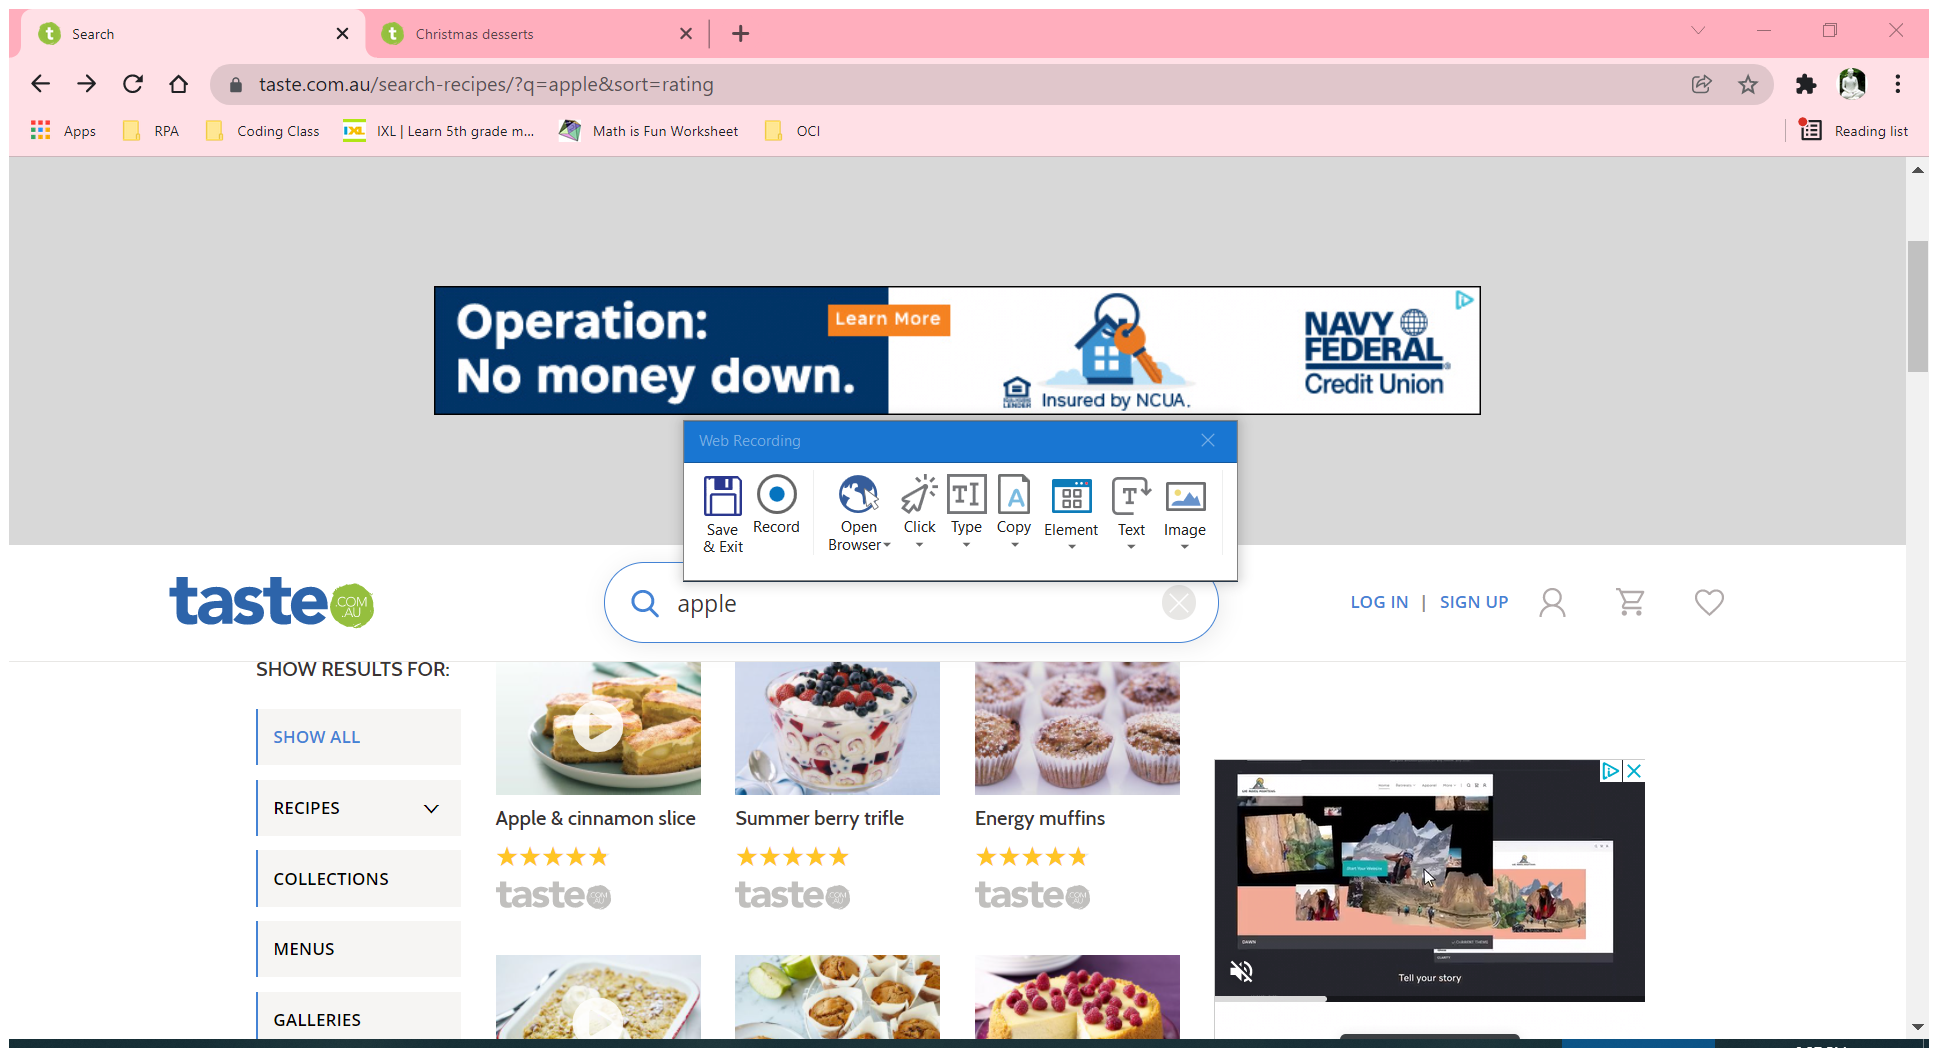 Search
Christmas desserts
taste.com.au/search-recipes/?q=apple&sort=rating
Apps
RPA
Coding Class
IXL | Learn 5th grade m...
Math is Fun Worksheet
OCI
Reading list
Operation:
No money down.
Learn More
Insured by NCUA.
NAVY
FEDERAL
Credit Union
Web Recording
Save
& Exit
Record
Open
Browser
Click
Type
Copy
Element
Text
Image
taste
.COM
.AU
apple
LOG IN | SIGN UP
SHOW RESULTS FOR:
SHOW ALL
RECIPES
COLLECTIONS
MENUS
GALLERIES
Apple & cinnamon slice
taste
Summer berry trifle
taste
Energy muffins
taste
Start Your Website
DAWN
Tell your story